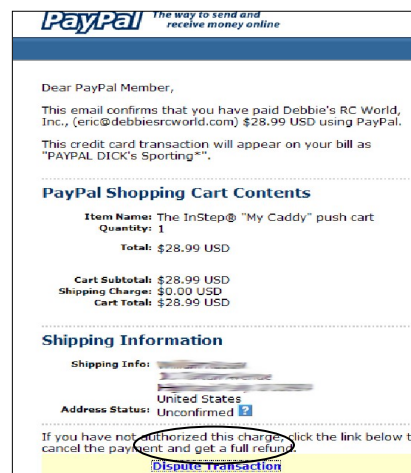 PayPal The way to send and
receive money online
Dear PayPal Member,
This email confirms that you have paid Debbie's RC World,
Inc., (eric@debbiesrcworld.com) $28.99 USD using PayPal.
This credit card transaction will appear on your bill as
"PAYPAL DICK's Sporting*".
PayPal Shopping Cart Contents
Item Name: The InStep® "My Caddy" push cart
Quantity: 1
Total: $28.99 USD
Cart Subtotal: $28.99 USD
Shipping Charge: $0.00 USD
Cart Total: $28.99 USD
Shipping Information
Shipping Info:
United States
Address Status: Unconfirmed ?
If you have not authorized this charge, click the link below t
cancel the payment and get a full refund.
Dispute Transaction